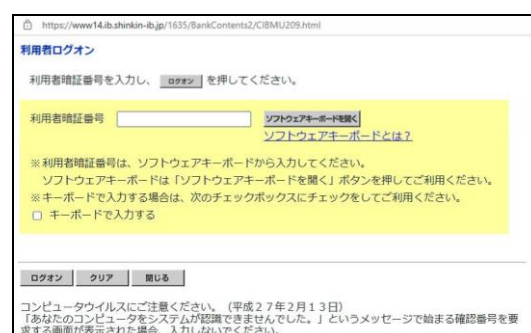 https://www14.ib.shinkin-ib.jp/1635/BankContents2/CIBMU209.html
利用者ログオン
利用者暗証番号を入力し、 ログオン を押してください。
利用者暗証番号 ソフトウェアキーボードを開く
ソフトウェアキーボードとは？
※利用者暗証番号は、ソフトウェアキーボードから入力してください。
ソフトウェアキーボードは「ソフトウェアキーボードを開く」ボタンを押してご利用ください。
※キーボードで入力する場合は、次のチェックボックスにチェックをしてご利用ください。
キーボードで入力する
ログオン クリア 閉じる
コンピュータウイルスにご注意ください。（平成２７年２月１３日）
「あなたのコンピュータをシステムが認識できませんでした。」というメッセージで始まる確認番号を要
求する画面が表示された場合、入力しないでください。